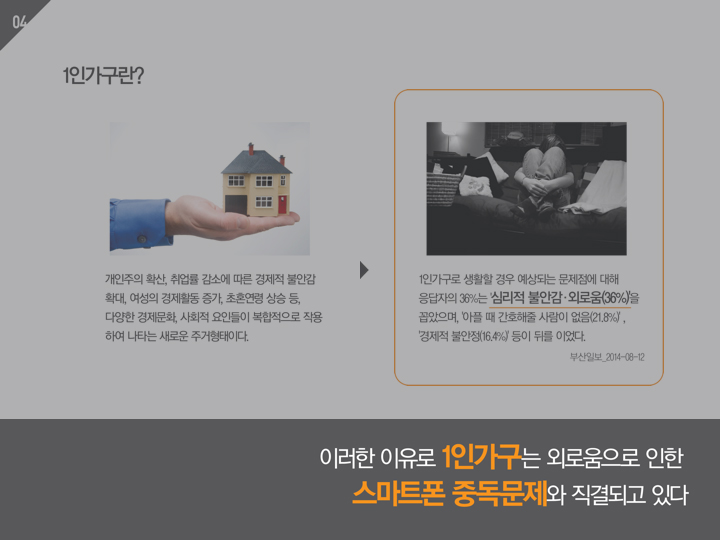 04
1인가구란?
개인주의 확산, 취업률 감소에 따른 경제적 불안감
확대, 여성의 경제활동 증가, 초혼연령 상승 등,
다양한 경제문화, 사회적 요인들이 복합적으로 작용
하여 나타는 새로운 주거형태이다.
1인가구로 생활할 경우 예상되는 문제점에 대해
응답자의 36%는 '심리적 불안감·외로움(36%)'을
꼽았으며, '아플 때 간호해줄 사람이 없음(21.8%)' ,
'경제적 불안정(16.4%)' 등이 뒤를 이었다.
부산일보_2014-08-12
이러한 이유로 1인가구는 외로움으로 인한
스마트폰 중독문제와 직결되고 있다